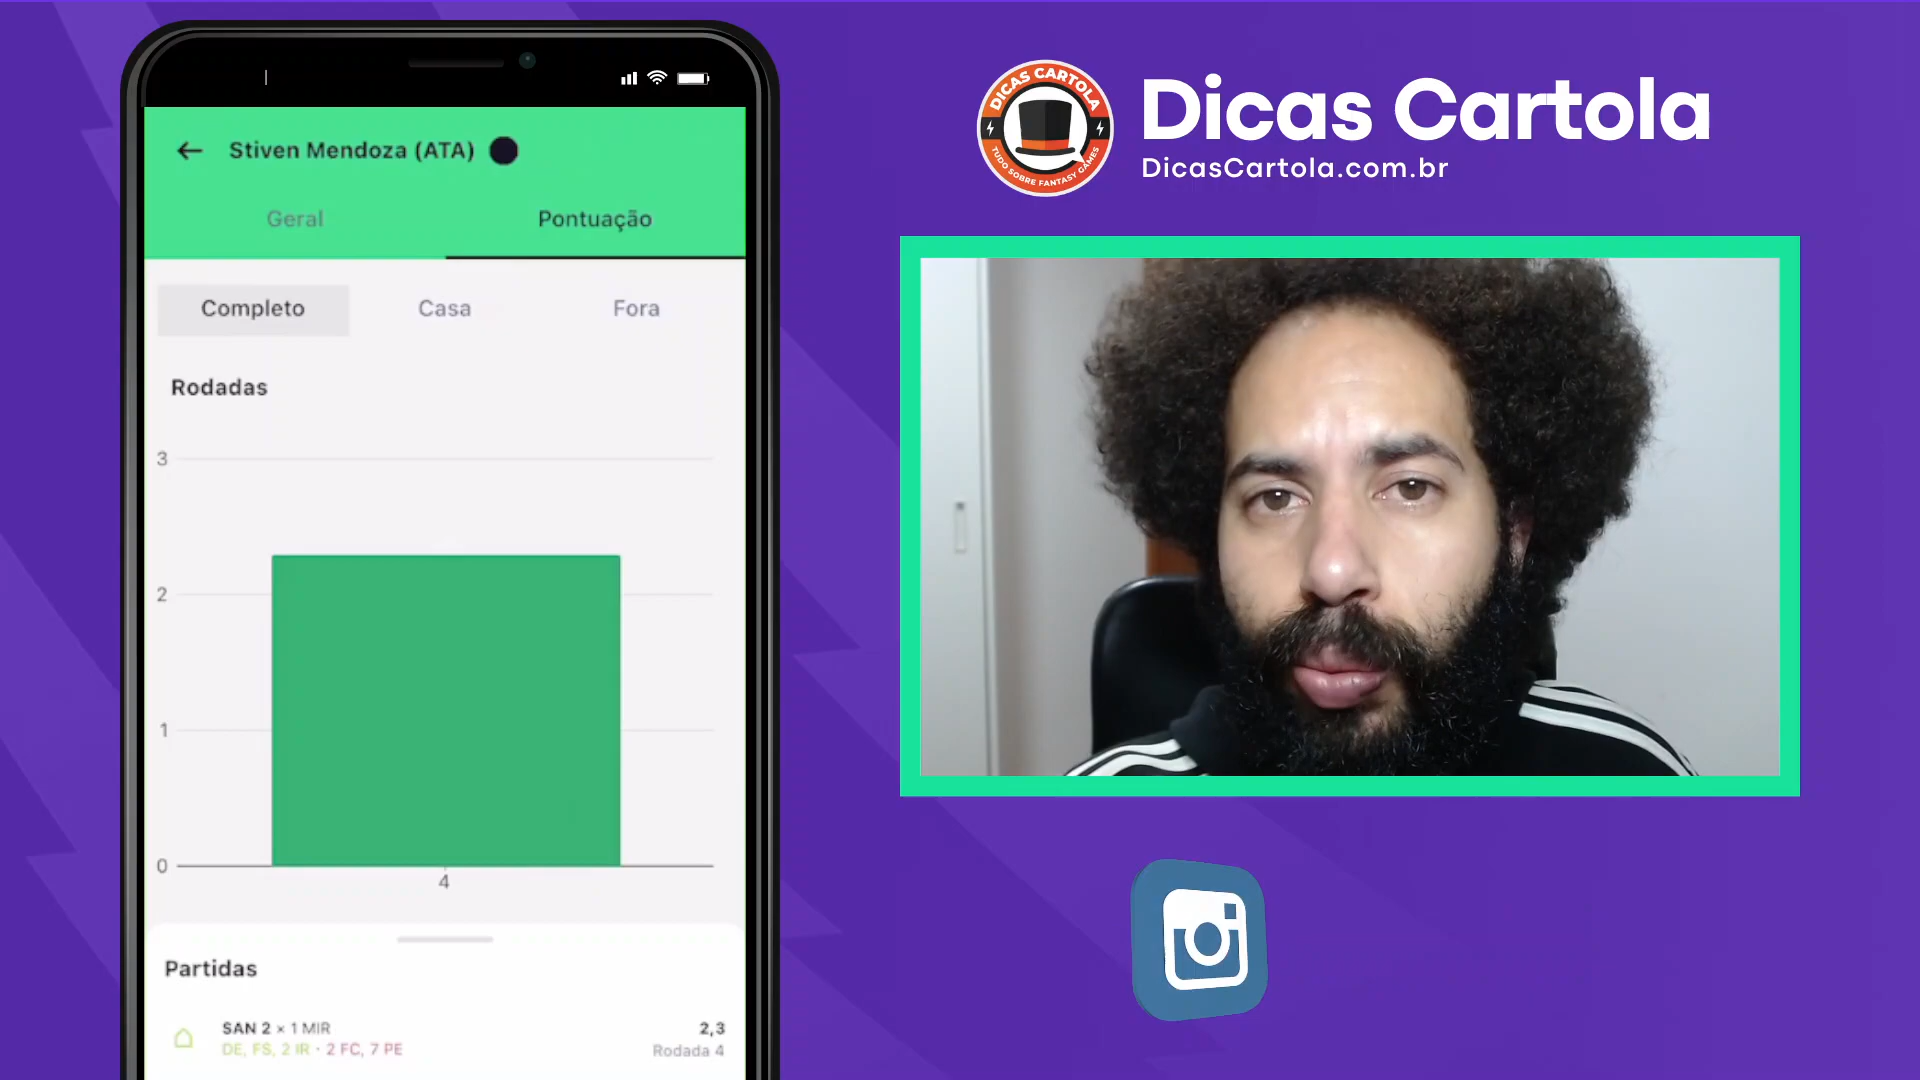 Stiven Mendoza (ATA)
Geral
Pontuação
Completo
Casa
Fora
Rodadas
3
2
1
0
4
Partidas
SAN 2 × 1 MIR
2,3
DE, FS, 2 IR · 2 FC, 7 PE
Rodada 4
DICAS CARTOLA
TUDO SOBRE FANTASY GAMES
Dicas Cartola
DicasCartola.com.br